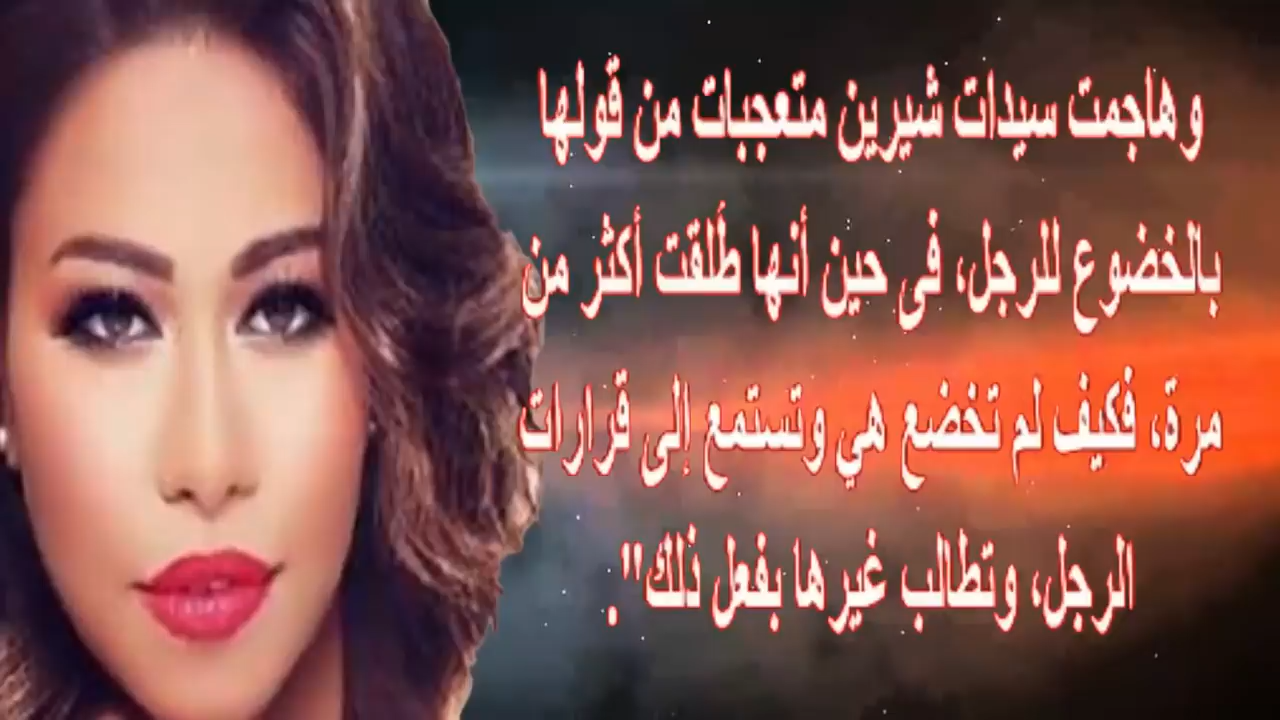 وهاجمت سيدات شيرين متعجبات من قولها
بالخضوع للرجل، فى حين أنها طُلقت أكثر من
مرة، فكيف لم تخضع هي وتستمع إلى قرارات
الرجل، وتطالب غيرها بفعل ذلك".